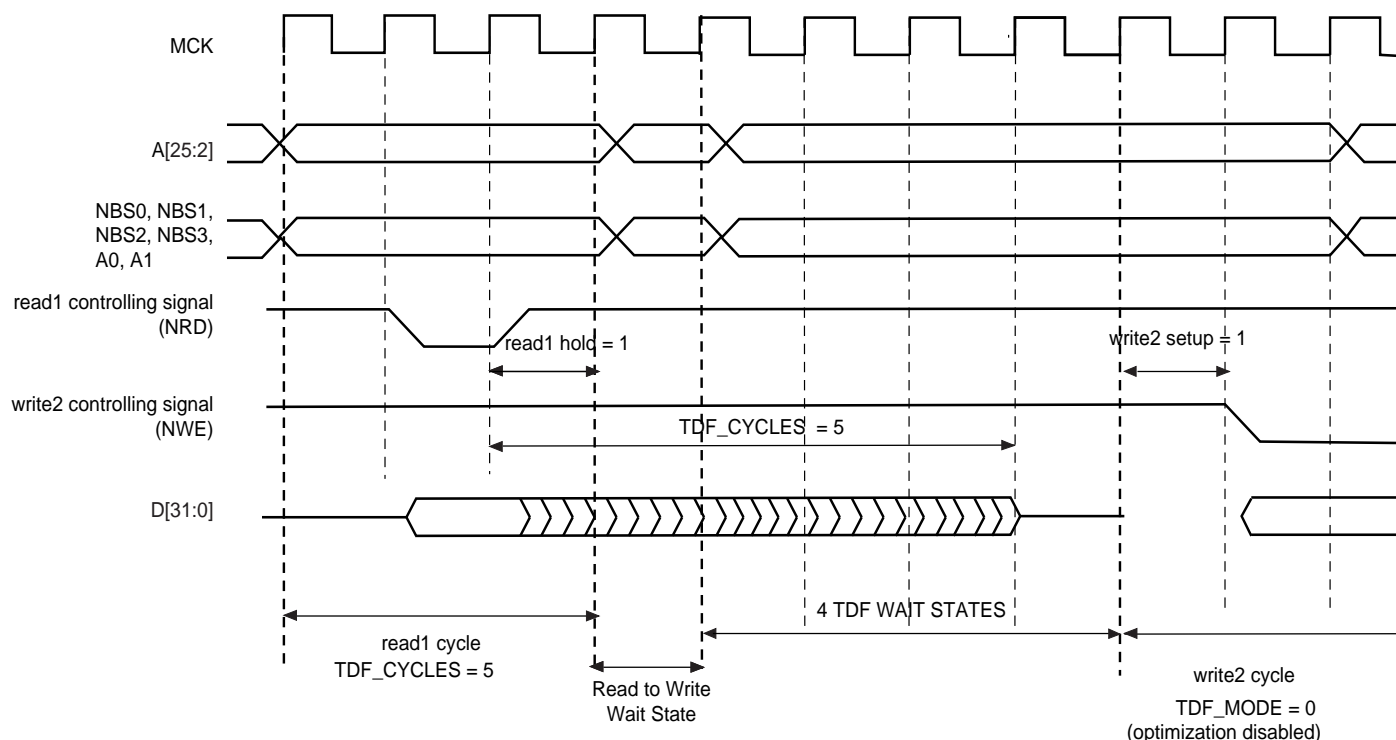 MCK
A[25:2]
NBS0, NBS1,
NBS2, NBS3,
A0, A1
read1 controlling signal
(NRD)
read1 hold = 1
write2 setup = 1
write2 controlling signal
(NWE)
TDF_CYCLES = 5
D[31:0]
4 TDF WAIT STATES
read1 cycle
TDF_CYCLES = 5
Read to Write
Wait State
write2 cycle
TDF_MODE = 0
(optimization disabled)